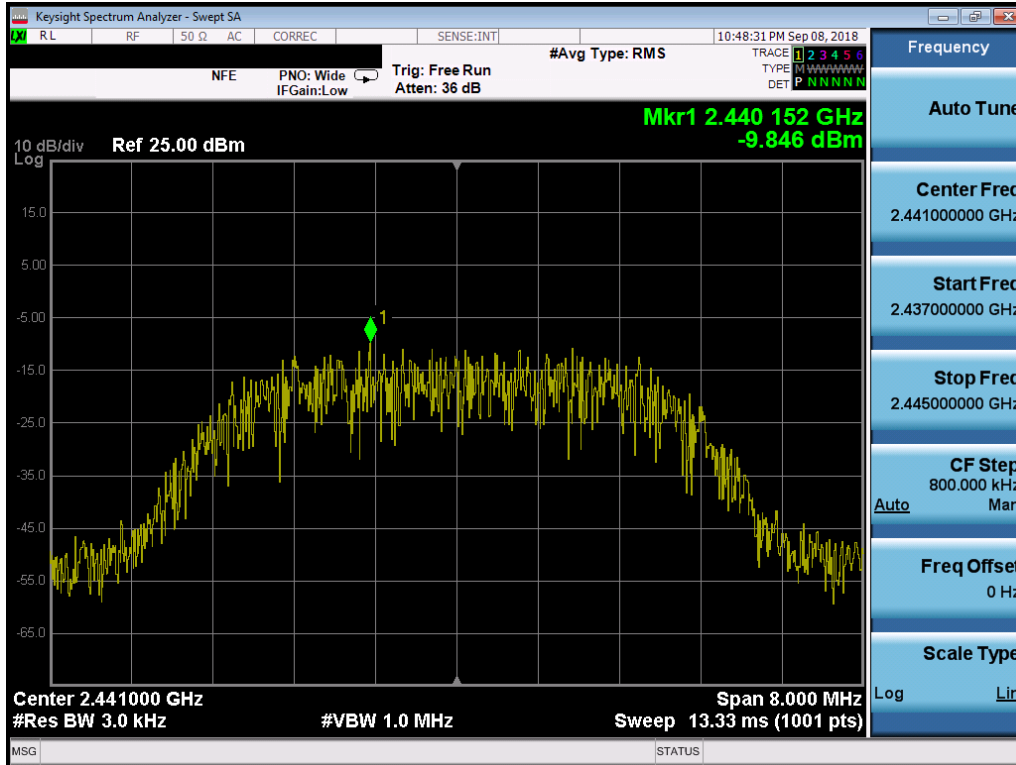 Keysight Spectrum Analyzer - Swept SA
LXI RL RF 50 Ω AC CORREC SENSE:INT 10:48:31 PM Sep 08, 2018
#Avg Type: RMS TRACE 1 2 3 4 5 6
NFE PNO: Wide Trig: Free Run TYPE M W W W W W
IFGain:Low Atten: 36 dB DET P N N N N N
Mkr1 2.440 152 GHz
-9.846 dBm
10 dB/div Ref 25.00 dBm
Log
15.0
5.00
-5.00
1
-15.0
-25.0
-35.0
-45.0
-55.0
-65.0
Center 2.441000 GHz Span 8.000 MHz
#Res BW 3.0 kHz #VBW 1.0 MHz Sweep 13.33 ms (1001 pts)
MSG STATUS
Frequency
Auto Tune
Center Freq
2.441000000 GHz
Start Freq
2.437000000 GHz
Stop Freq
2.445000000 GHz
CF Step
800.000 kHz
Auto Man
Freq Offset
0 Hz
Scale Type
Log Lin